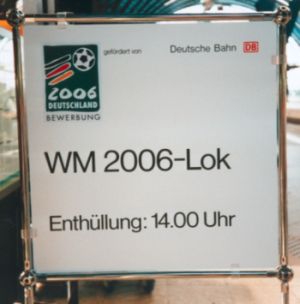 gefördert von Deutsche Bahn DB
2006
DEUTSCHLAND
BEWERBUNG
WM 2006-Lok
Enthüllung: 14.00 Uhr